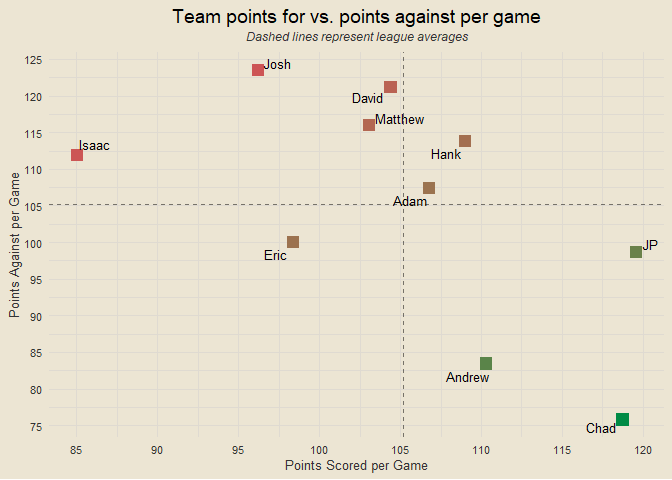 Team points for vs. points against per game
Dashed lines represent league averages
125
120
115
110
105
100
95
90
85
80
75
Points Against per Game
Josh
David
Matthew
Isaac
Hank
Adam
Eric
JP
Andrew
Chad
85 90 95 100 105 110 115 120
Points Scored per Game